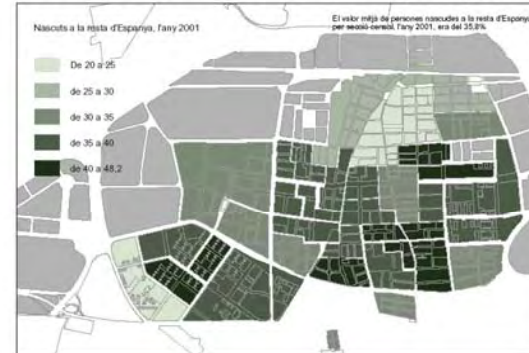 Nascuts a la resta d'Espanya, l'any 2001
El valor mitjà de persones nascudes a la resta d'Espanya,
per secció censal, l'any 2001, era del 35,8%
De 20 a 25
de 25 a 30
de 30 a 35
de 35 a 40
de 40 a 48,2